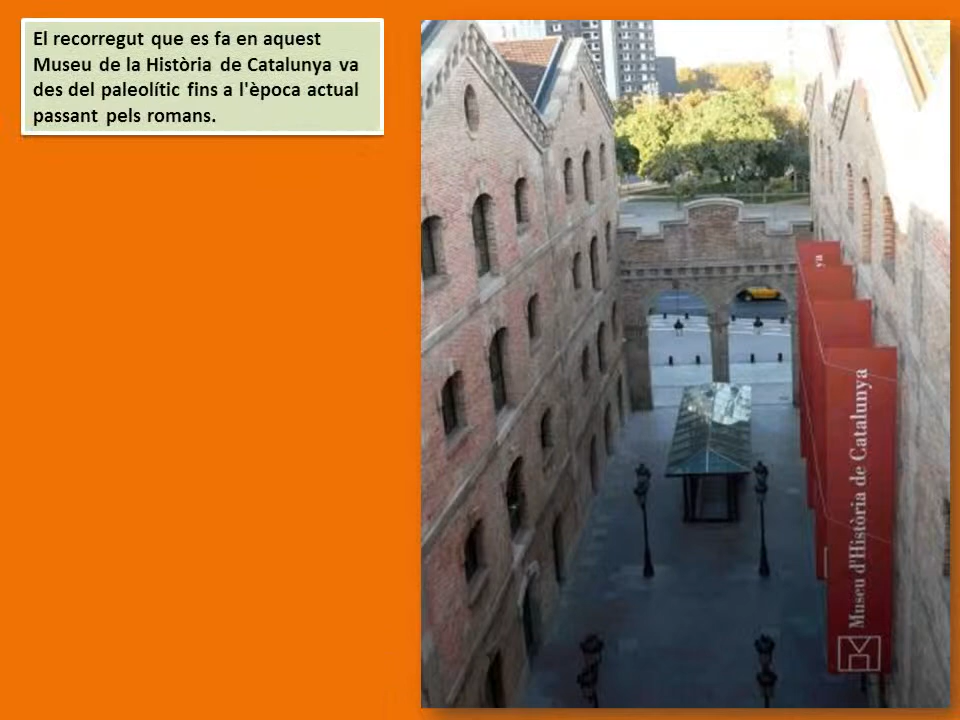 El recorregut que es fa en aquest
Museu de la Història de Catalunya va
des del paleolític fins a l'època actual
passant pels romans.
ya
Museu d'Història de Catalunya